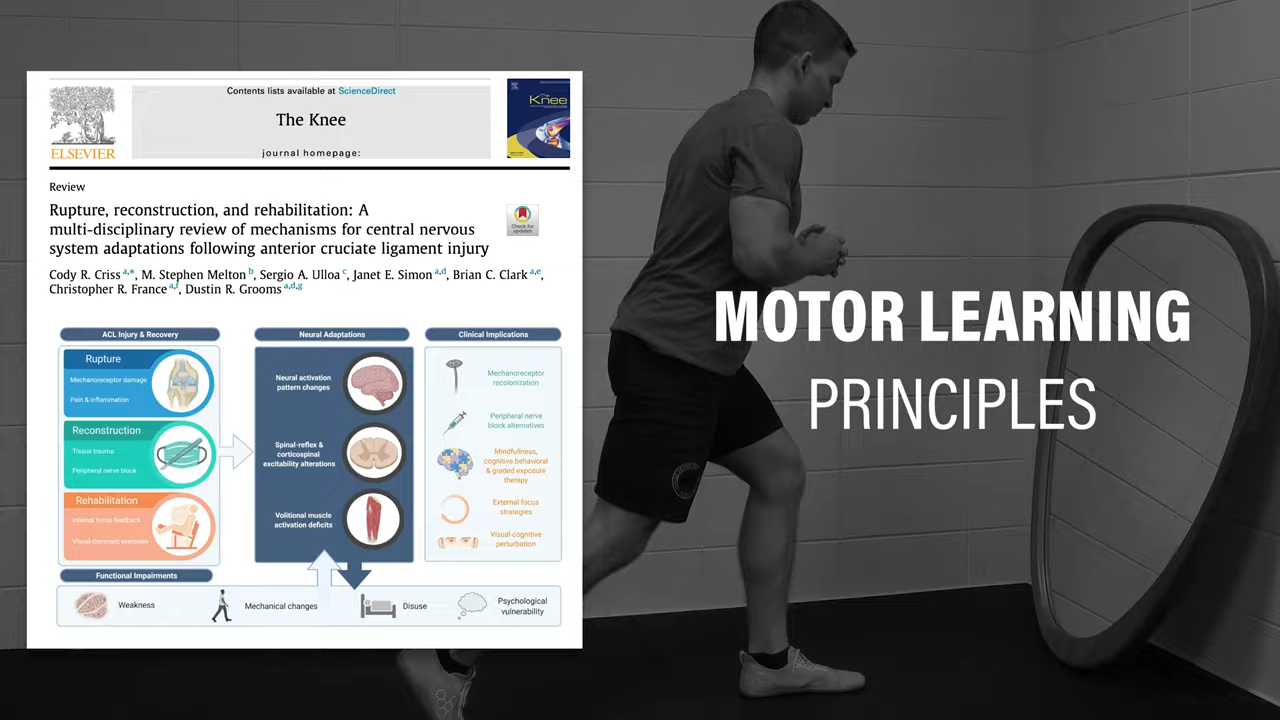 Contents lists available at ScienceDirect
The Knee
journal homepage:
ELSEVIER
The Knee
Review
Rupture, reconstruction, and rehabilitation: A
multi-disciplinary review of mechanisms for central nervous
system adaptations following anterior cruciate ligament injury
Check for
updates
Cody R. Criss a,*, M. Stephen Melton b, Sergio A. Ulloa c, Janet E. Simon a,d, Brian C. Clark a,e,
Christopher R. France a,f, Dustin R. Grooms a,d,g
ACL Injury & Recovery
Rupture
Mechanoreceptor damage
Pain & inflammation
Reconstruction
Tissue trauma
Peripheral nerve block
Rehabilitation
Internal focus feedback
Visual-dominant exercises
Neural Adaptations
Neural activation
pattern changes
Spinal-reflex &
corticospinal
excitability alterations
Volitional muscle
activation deficits
Clinical Implications
Mechanoreceptor
recolonization
Peripheral nerve
block alternatives
Mindfullness,
cognitive behavioral
& graded exposure
therapy
External focus
strategies
Visual-cognitive
perturbation
Functional Impairments
Weakness
Mechanical changes
Disuse
Psychological
vulnerability
MOTOR LEARNING
PRINCIPLES